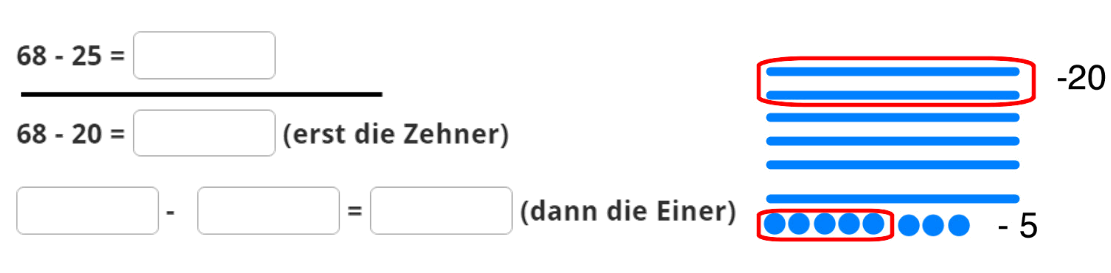 68 - 25 =
68 - 20 = (erst die Zehner)
- = (dann die Einer)
-20
- 5